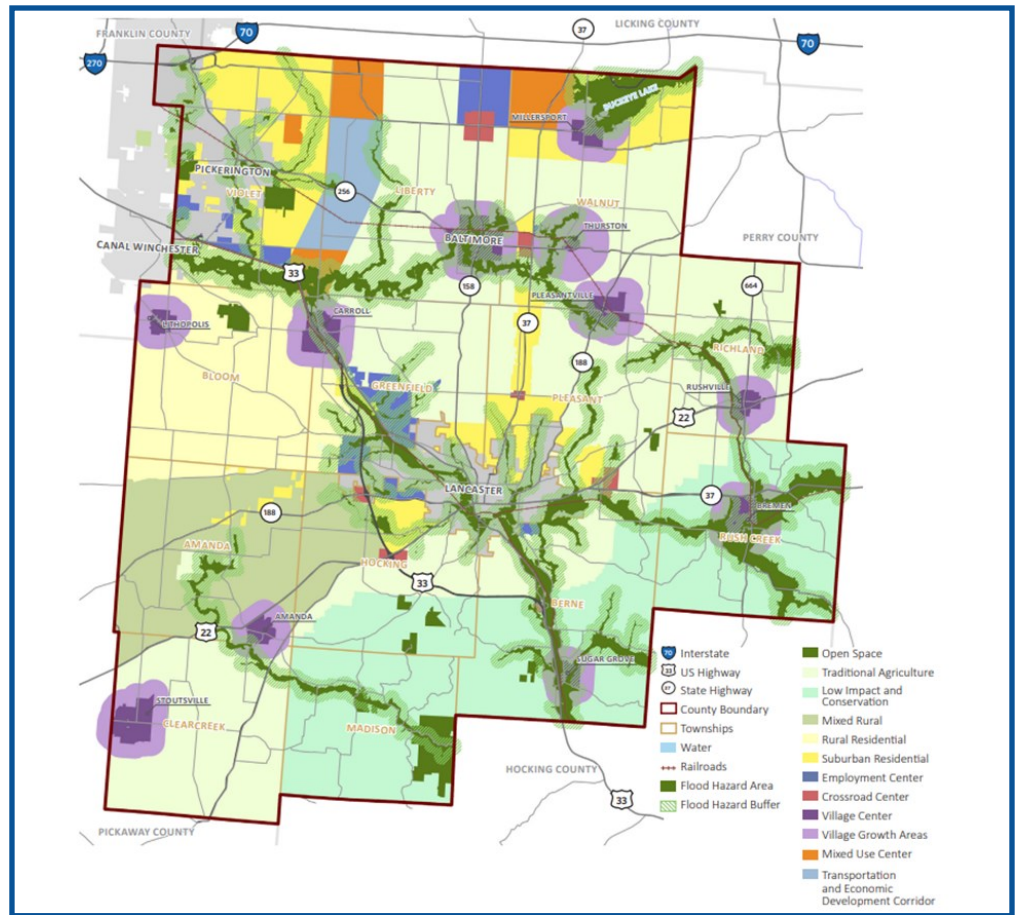 LICKING COUNTY
FRANKLIN COUNTY
70
37
70
270
BUCKEYE LAKE
MILLERSPORT
PICKERINGTON
VIOLET
256
LIBERTY
WALNUT
THURSTON
BALTIMORE
PERRY COUNTY
CANAL WINCHESTER
33
158
PLEASANTVILLE
664
LITHOPOLIS
CARROLL
37
RICHLAND
BLOOM
GREENFIELD
188
RUSHVILLE
PLEASANT
22
LANCASTER
37
BREMEN
188
RUSH CREEK
AMANDA
HOCKING
33
BERNE
AMANDA
22
SUGAR GROVE
STOUTSVILLE
CLEARCREEK
MADISON
HOCKING COUNTY
33
PICKAWAY COUNTY
70 Interstate
33 US Highway
37 State Highway
County Boundary
Townships
Water
Railroads
Flood Hazard Area
Flood Hazard Buffer
Open Space
Traditional Agriculture
Low Impact and
Conservation
Mixed Rural
Rural Residential
Suburban Residential
Employment Center
Crossroad Center
Village Center
Village Growth Areas
Mixed Use Center
Transportation
and Economic
Development Corridor